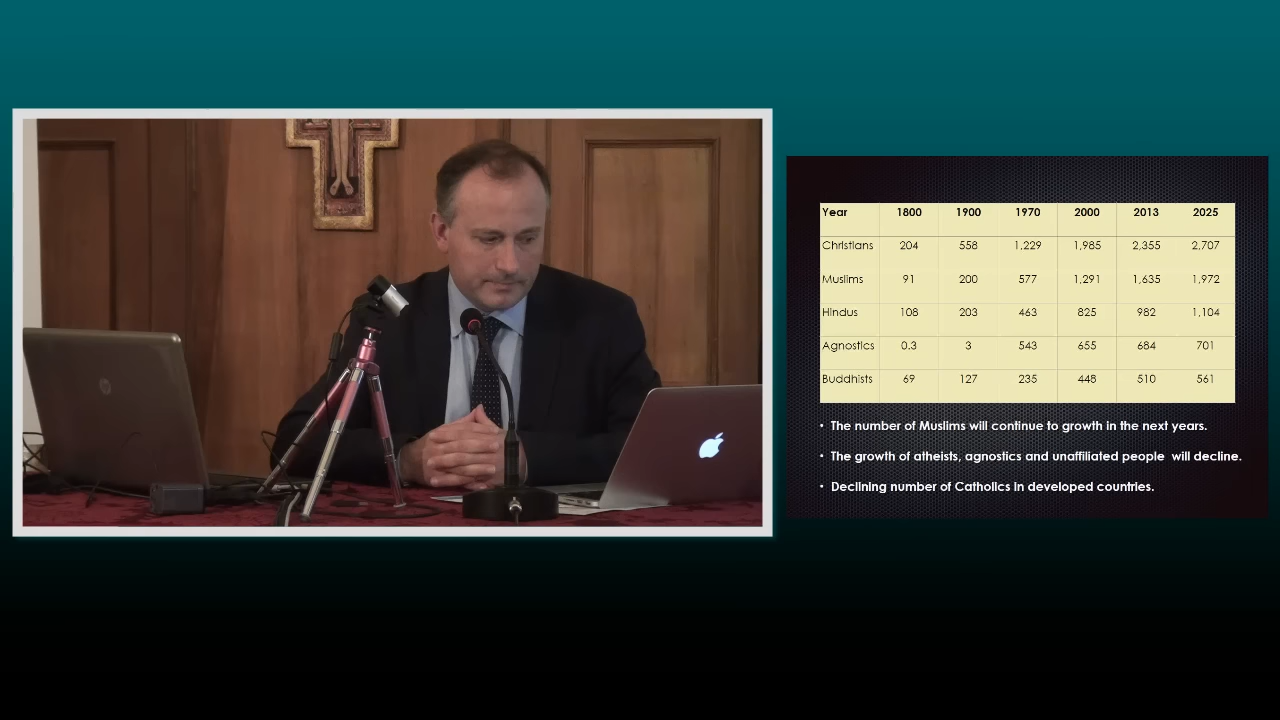 Year 1800 1900 1970 2000 2013 2025
Christians 204 558 1,229 1,985 2,355 2,707
Muslims 91 200 577 1,291 1,635 1,972
Hindus 108 203 463 825 982 1,104
Agnostics 0.3 3 543 655 684 701
Buddhists 69 127 235 448 510 561
• The number of Muslims will continue to growth in the next years.
• The growth of atheists, agnostics and unaffiliated people will decline.
• Declining number of Catholics in developed countries.